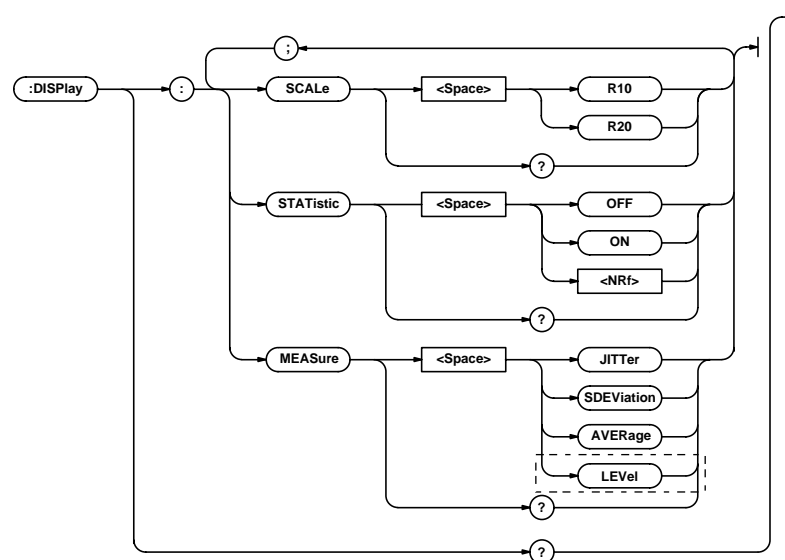 ;
:DISPlay : SCALe <Space> R10
R20
?
STATistic <Space> OFF
ON
<NRf>
?
MEASure <Space> JITTer
SDEViation
AVERage
LEVel
?
?